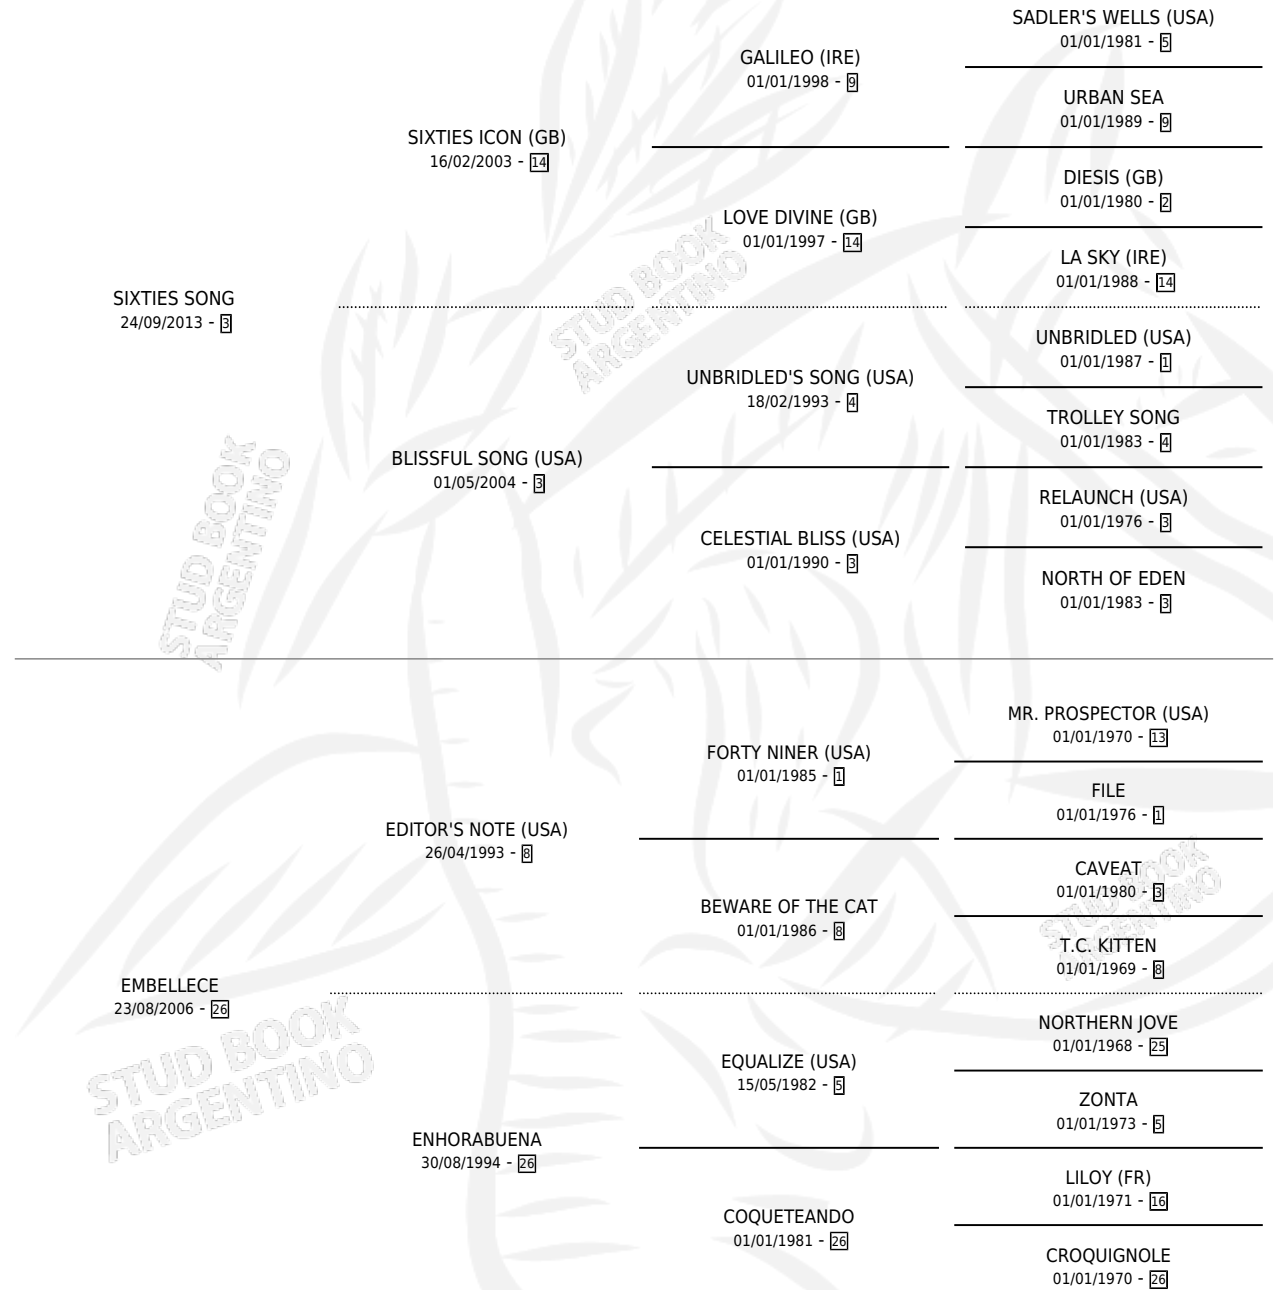 SADLER'S WELLS (USA)
01/01/1981 - 5
GALILEO (IRE)
01/01/1998 - 9
URBAN SEA
01/01/1989 - 9
SIXTIES ICON (GB)
16/02/2003 - 14
DIESIS (GB)
01/01/1980 - 2
LOVE DIVINE (GB)
01/01/1997 - 14
LA SKY (IRE)
01/01/1988 - 14
SIXTIES SONG
24/09/2013 - 3
STUD BOOK
ARGENTINO
UNBRIDLED (USA)
01/01/1987 - 1
UNBRIDLED'S SONG (USA)
18/02/1993 - 4
TROLLEY SONG
01/01/1983 - 4
BLISSFUL SONG (USA)
01/05/2004 - 3
RELAUNCH (USA)
01/01/1976 - 3
CELESTIAL BLISS (USA)
01/01/1990 - 3
NORTH OF EDEN
01/01/1983 - 3
STUD BOOK
ARGENTINO
MR. PROSPECTOR (USA)
01/01/1970 - 13
FORTY NINER (USA)
01/01/1985 - 1
FILE
01/01/1976 - 1
EDITOR'S NOTE (USA)
26/04/1993 - 8
CAVEAT
01/01/1980 - 3
BEWARE OF THE CAT
01/01/1986 - 8
STUD BOOK
ARGENTINO
T.C. KITTEN
01/01/1969 - 8
EMBELLECE
23/08/2006 - 26
NORTHERN JOVE
01/01/1968 - 25
EQUALIZE (USA)
15/05/1982 - 5
STUD BOOK
ARGENTINO
ZONTA
01/01/1973 - 5
ENHORABUENA
30/08/1994 - 26
LILOY (FR)
01/01/1971 - 16
COQUETEANDO
01/01/1981 - 26
CROQUIGNOLE
01/01/1970 - 26